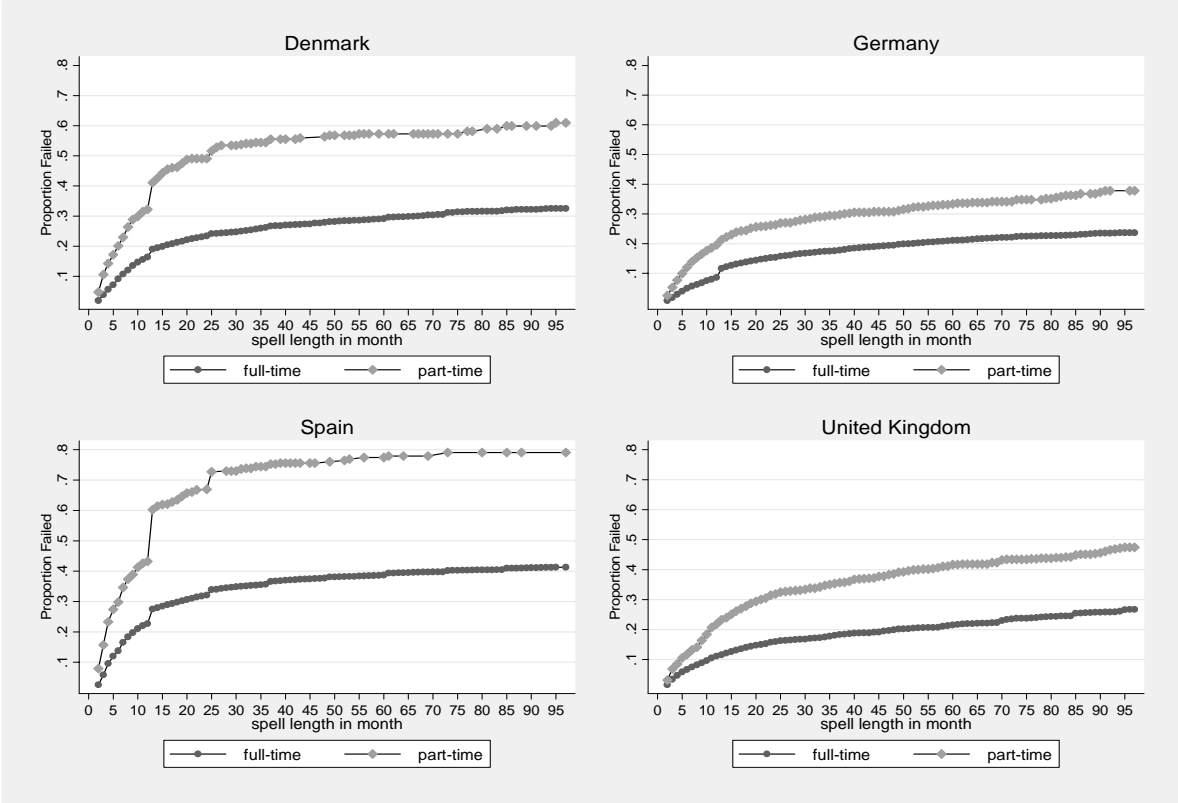 Denmark
Proportion Failed
.8
.7
.6
.5
.4
.3
.2
.1
0 5 10 15 20 25 30 35 40 45 50 55 60 65 70 75 80 85 90 95
spell length in month
full-time part-time
Germany
Proportion Failed
.8
.7
.6
.5
.4
.3
.2
.1
0 5 10 15 20 25 30 35 40 45 50 55 60 65 70 75 80 85 90 95
spell length in month
full-time part-time
Spain
Proportion Failed
.8
.7
.6
.5
.4
.3
.2
.1
0 5 10 15 20 25 30 35 40 45 50 55 60 65 70 75 80 85 90 95
spell length in month
full-time part-time
United Kingdom
Proportion Failed
.8
.7
.6
.5
.4
.3
.2
.1
0 5 10 15 20 25 30 35 40 45 50 55 60 65 70 75 80 85 90 95
spell length in month
full-time part-time